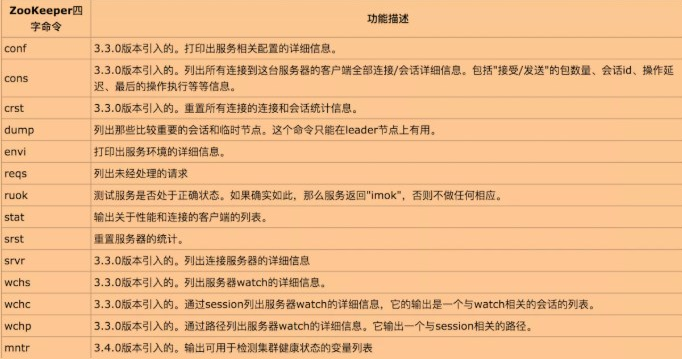 ZooKeeper四 功能描述
字命令
conf 3.3.0版本引入的。打印出服务相关配置的详细信息。
cons 3.3.0版本引入的。列出所有连接到这台服务器的客户端全部连接/会话详细信息。包括"接受/发送"的包数量、会话id、操作延
迟、最后的操作执行等等信息。
crst 3.3.0版本引入的。重置所有连接的连接和会话统计信息。
dump 列出那些比较重要的会话和临时节点。这个命令只能在leader节点上有用。
envi 打印出服务环境的详细信息。
reqs 列出未经处理的请求
ruok 测试服务是否处于正确状态。如果确实如此，那么服务返回"imok"，否则不做任何相应。
stat 输出关于性能和连接的客户端的列表。
srst 重置服务器的统计。
srvr 3.3.0版本引入的。列出连接服务器的详细信息
wchs 3.3.0版本引入的。列出服务器watch的详细信息。
wchc 3.3.0版本引入的。通过session列出服务器watch的详细信息，它的输出是一个与watch相关的会话的列表。
wchp 3.3.0版本引入的。通过路径列出服务器watch的详细信息。它输出一个与session相关的路径。
mntr 3.4.0版本引入的。输出可用于检测集群健康状态的变量列表